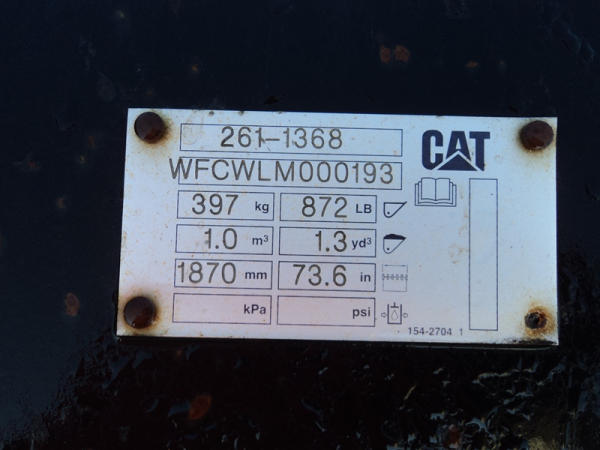 261-1368
CAT
WFCWLM000193
397 kg 872 LB
1.0 m³ 1.3 yd³
1870 mm 73.6 in
kPa psi
154-2704 1